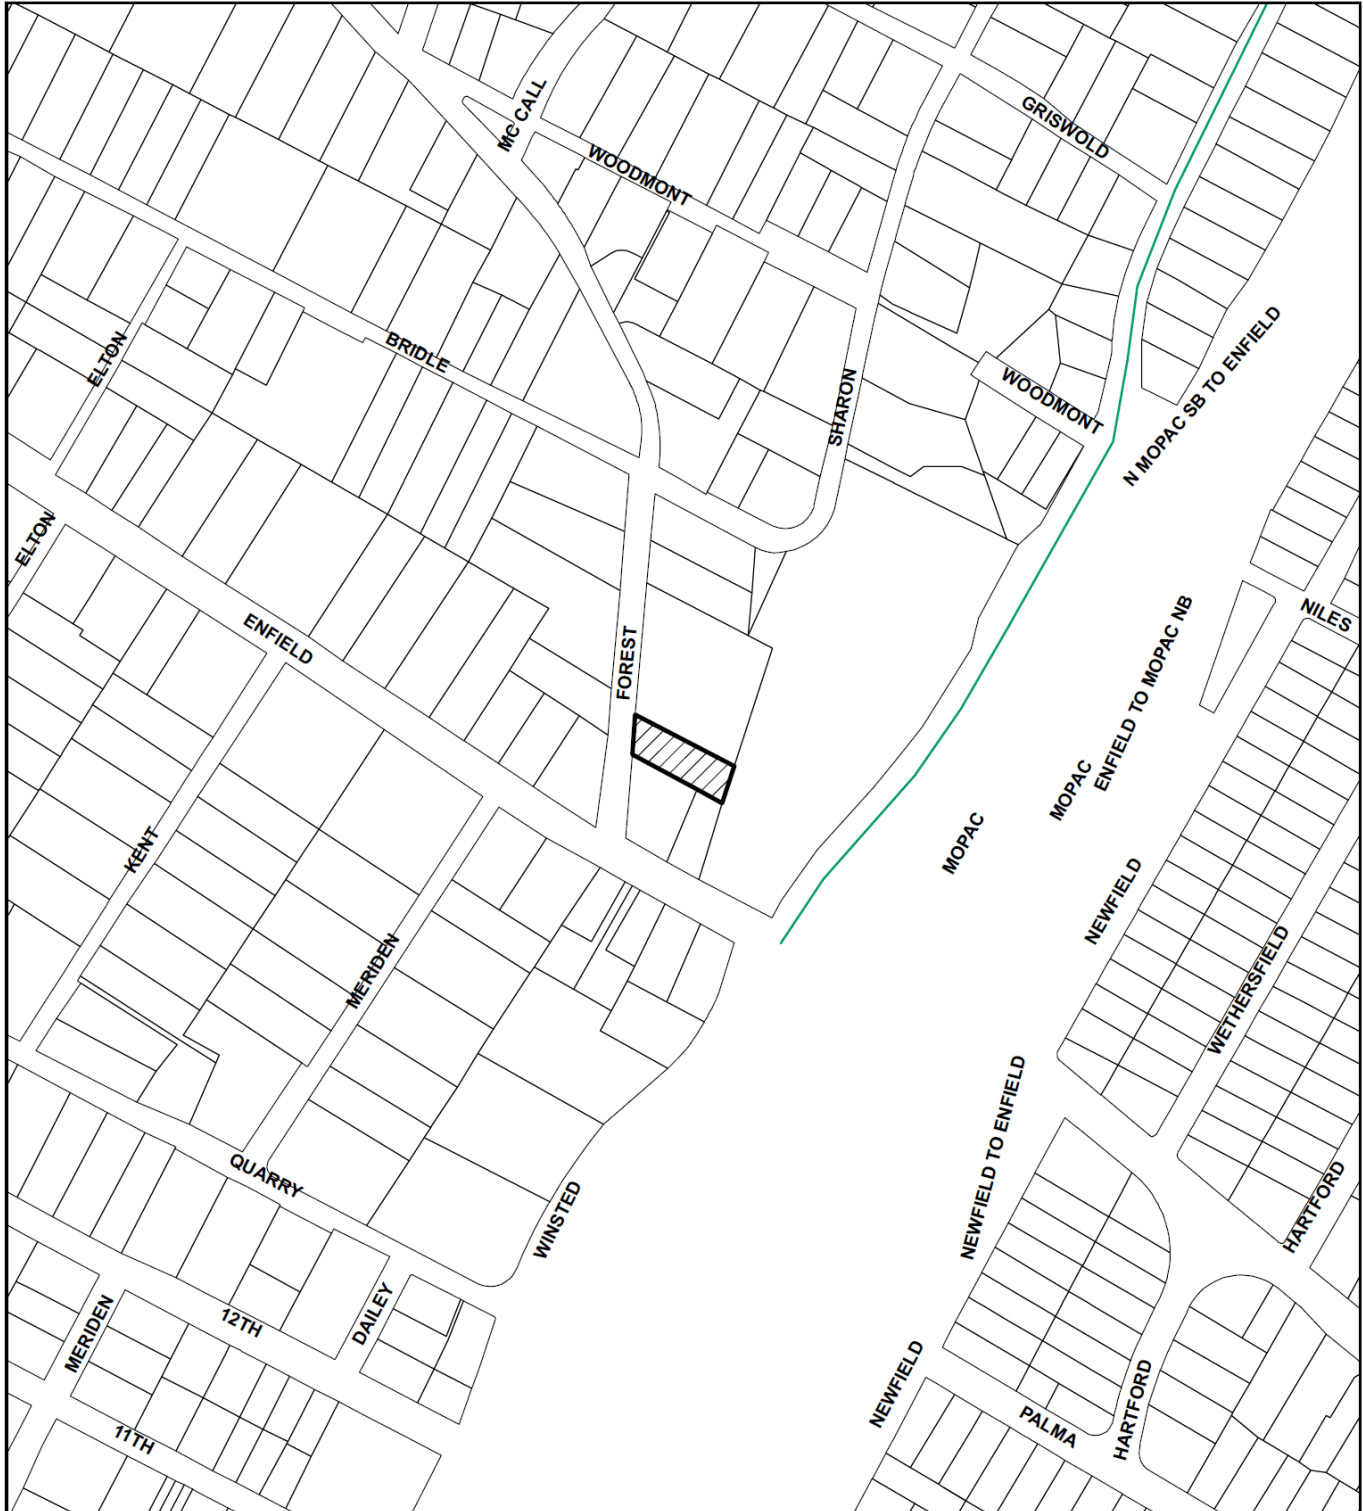 MC CALL
GRISWOLD
WOODMONT
ELTON
BRIDLE
SHARON
WOODMONT
N MOPAC SB TO ENFIELD
ELTON
ENFIELD
FOREST
NILES
ENFIELD TO MOPAC NB
MOPAC
MOPAC
KENT
NEWFIELD
MERIDEN
WETHERSFIELD
NEWFIELD TO ENFIELD
QUARRY
WINSTED
HARTFORD
MERIDEN
12TH
DAILEY
NEWFIELD
HARTFORD
PALMA
11TH